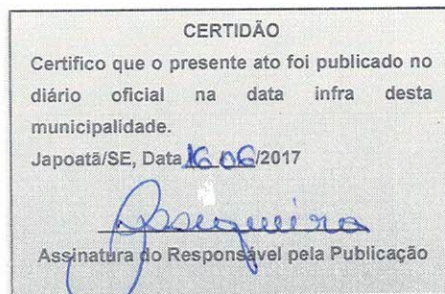 CERTIDÃO
Certifico que o presente ato foi publicado no
diário oficial na data infra desta
municipalidade.
Japoatã/SE, Data 16 06/2017
Assinatura do Responsável pela Publicação